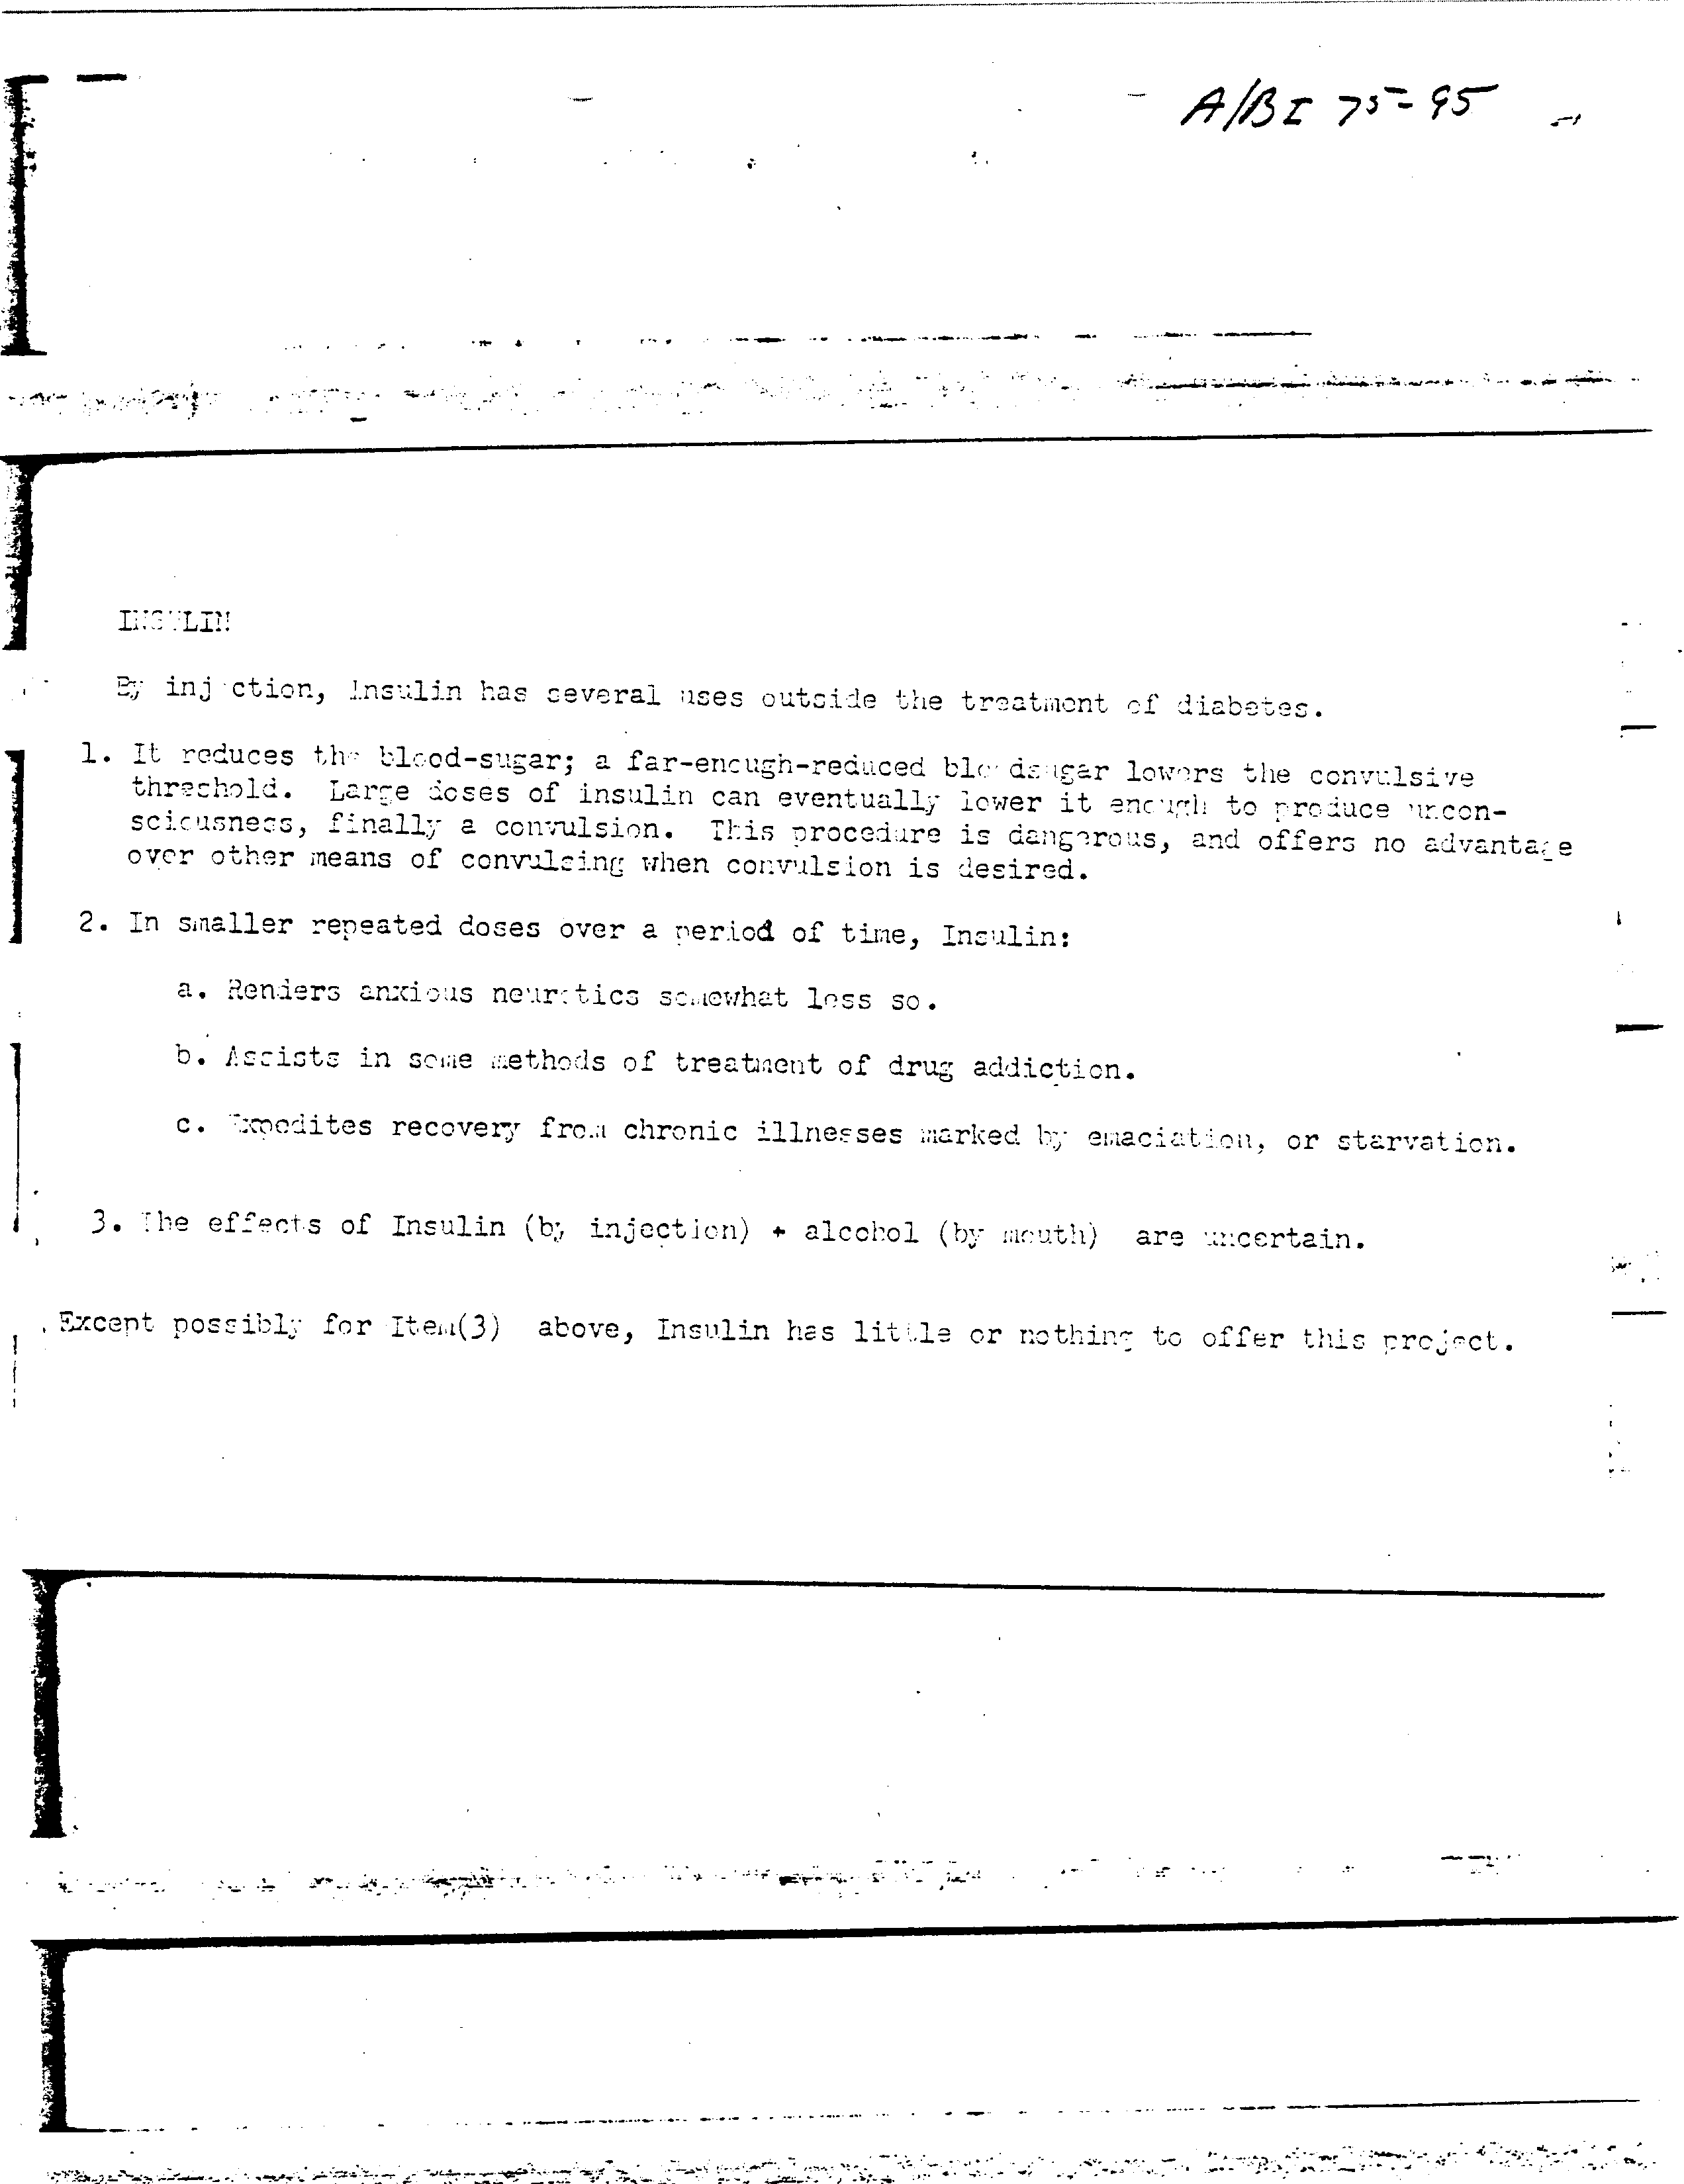 A/B I 75-95
INSULIN
By injection, Insulin has several uses outside the treatment of diabetes.
1. It reduces the blood-sugar; a far-enough-reduced bloodsugar lowers the convulsive
threshold. Large doses of insulin can eventually lower it enough to produce uncon-
sciousness, finally a convulsion. This procedure is dangerous, and offers no advantage
over other means of convulsing when convulsion is desired.
2. In smaller repeated doses over a period of time, Insulin:
a. Renders anxious neurotics somewhat less so.
b. Assists in some methods of treatment of drug addiction.
c. Expedites recovery from chronic illnesses marked by emaciation, or starvation.
3. The effects of Insulin (by injection) + alcohol (by mouth) are uncertain.
Except possibly for Item(3) above, Insulin has little or nothing to offer this project.